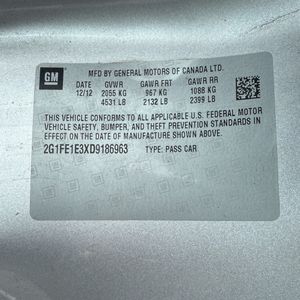 GM
MFD BY GENERAL MOTORS OF CANADA LTD.
DATE GVWR GAWR FRT GAWR RR
12/12 2055 KG 967 KG 1088 KG
4531 LB 2132 LB 2399 LB
THIS VEHICLE CONFORMS TO ALL APPLICABLE U.S. FEDERAL MOTOR
VEHICLE SAFETY, BUMPER, AND THEFT PREVENTION STANDARDS IN
EFFECT ON THE DATE OF MANUFACTURE SHOWN ABOVE.
2G1FE1E3XD9186963 TYPE: PASS CAR